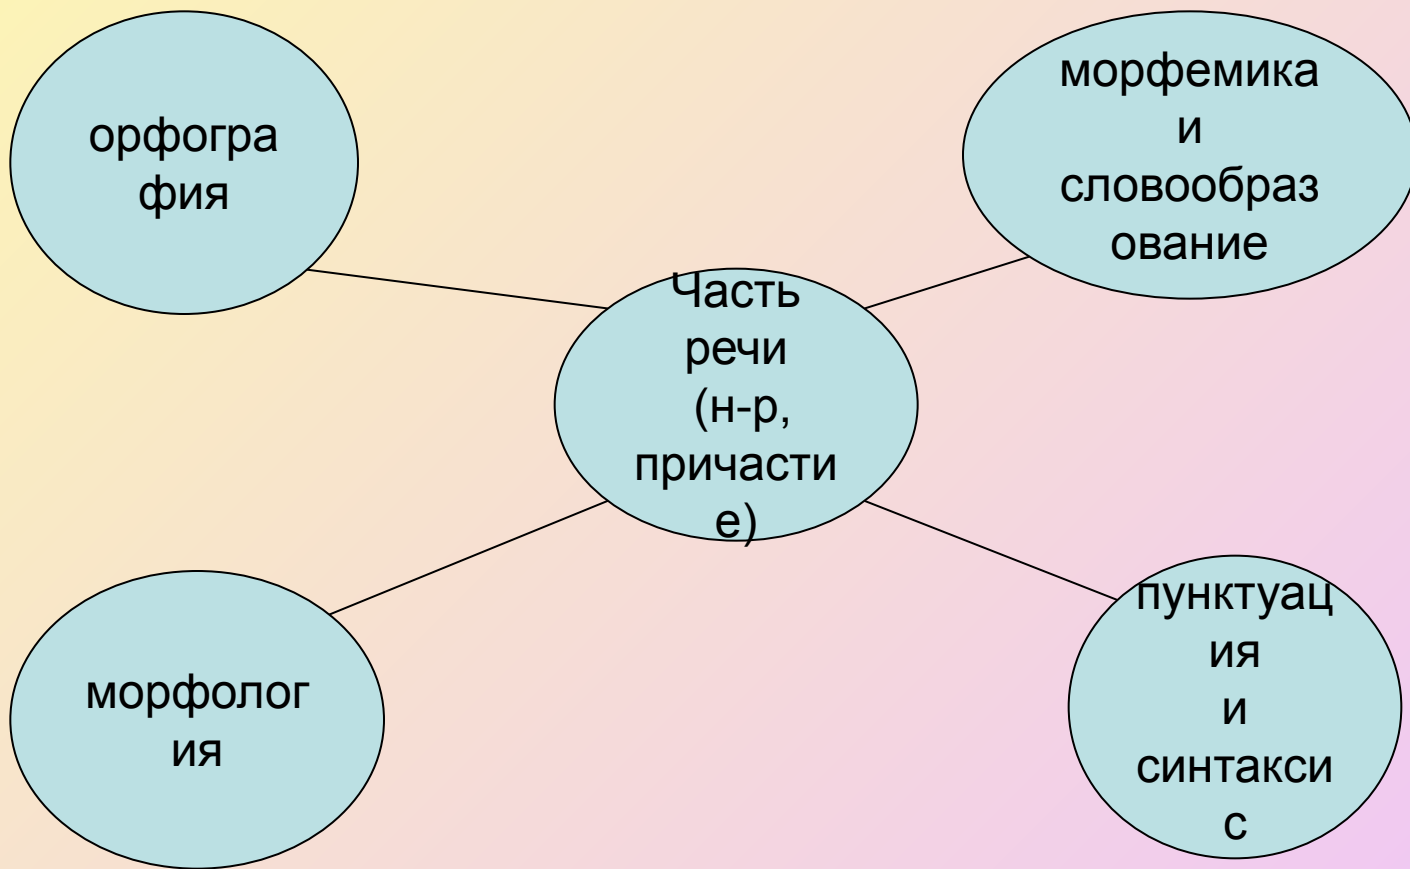 орфогра
фия
морфемика
и
словообраз
ование
Часть
речи
(н-р,
причасти
е)
морфолог
ия
пунктуац
ия
и
синтакси
с